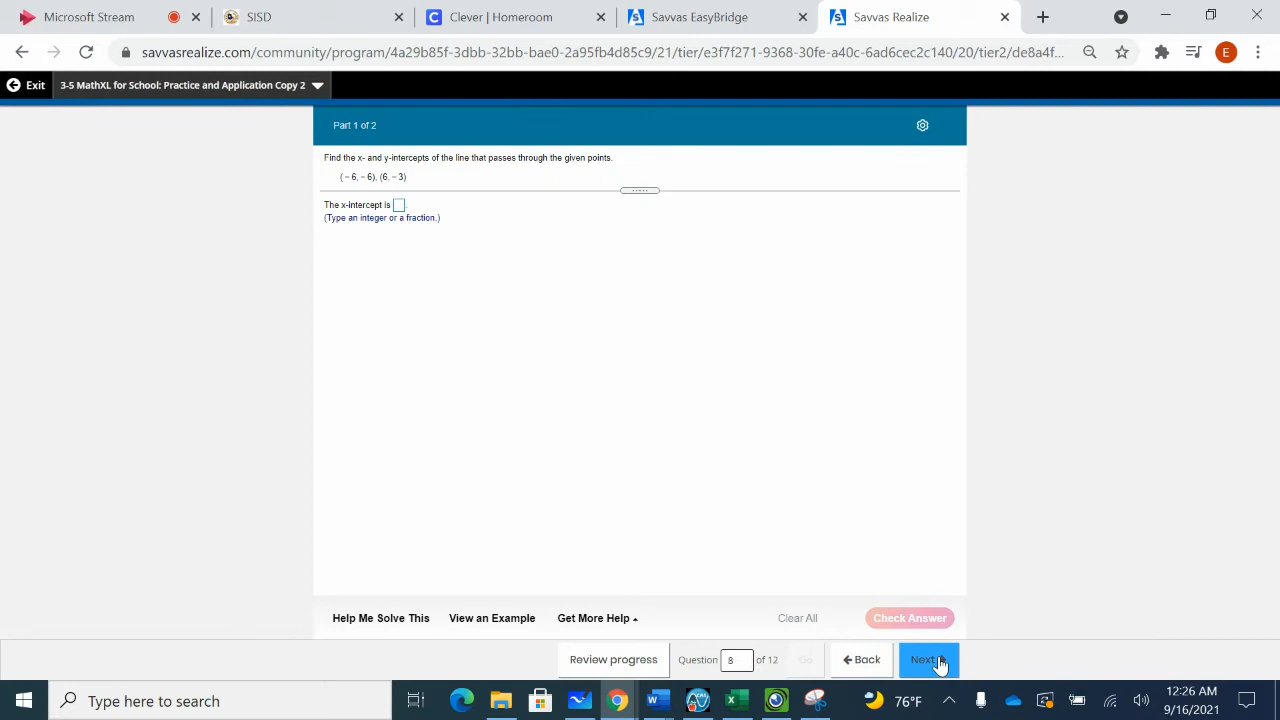 Microsoft Stream
SISD
Clever | Homeroom
Savvas EasyBridge
Savvas Realize
savvasrealize.com/community/program/4a29b85f-3dbb-32bb-bae0-2a95fb4d85c9/21/tier/e3f7f271-9368-30fe-a40c-6ad6cec2c140/20/tier2/de8a4f...
E
Exit
3-5 MathXL for School: Practice and Application Copy 2
Part 1 of 2
Find the x- and y-intercepts of the line that passes through the given points.
(−6, −6), (6, −3)
The x-intercept is .
(Type an integer or a fraction.)
Help Me Solve This
View an Example
Get More Help
Clear All
Check Answer
Review progress
Question 8 of 12
Go
Back
Next
Type here to search
76°F
12:26 AM
9/16/2021